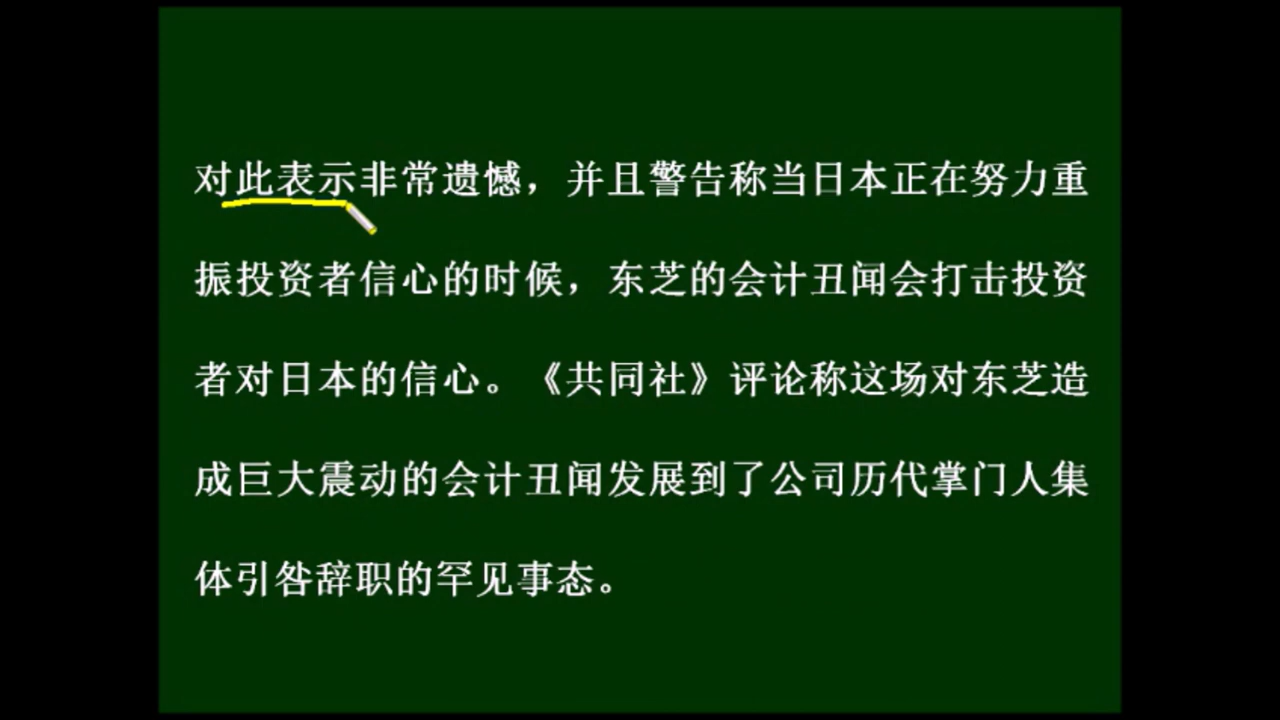 对此表示非常遗憾，并且警告称当日本正在努力重
振投资者信心的时候，东芝的会计丑闻会打击投资
者对日本的信心。《共同社》评论称这场对东芝造
成巨大震动的会计丑闻发展到了公司历代掌门人集
体引咎辞职的罕见事态。